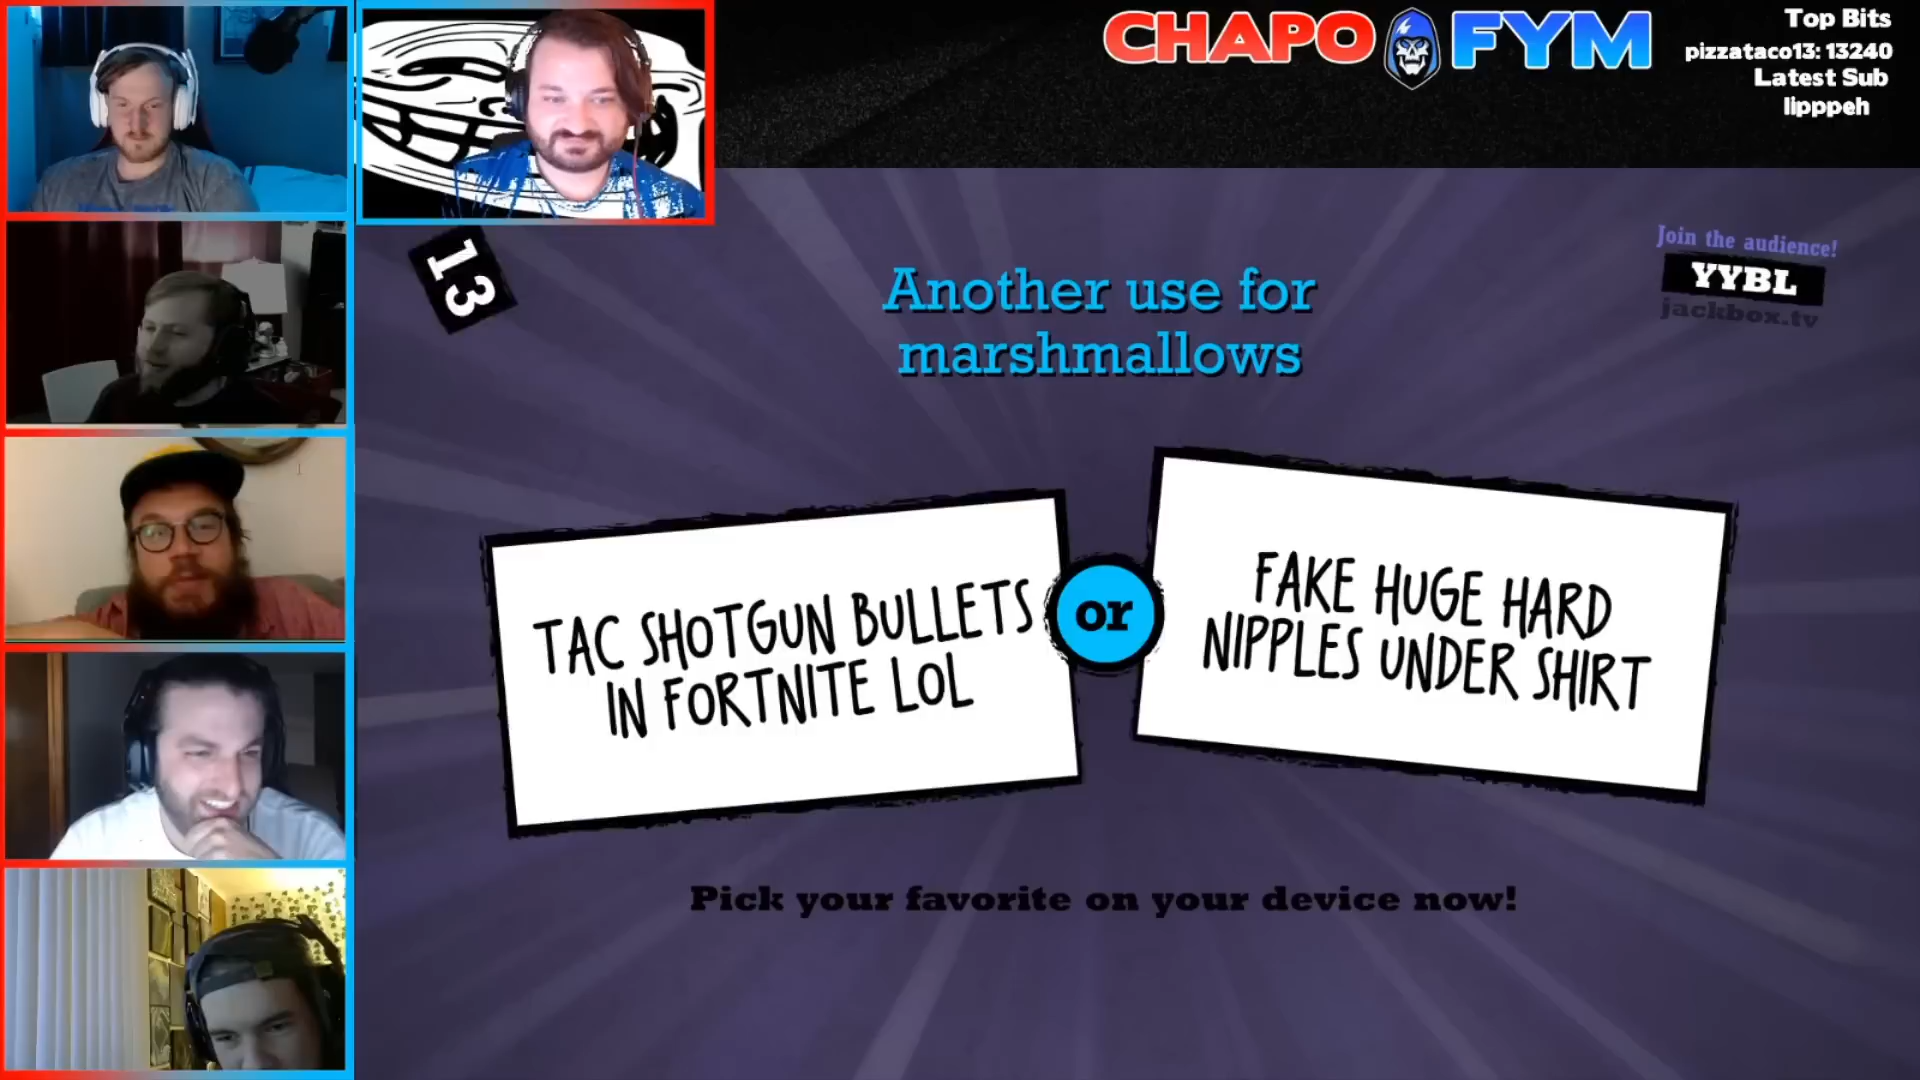 CHAPO FYM
Top Bits
pizzataco13: 13240
Latest Sub
lipppeh
13
Join the audience!
YYBL
jackbox.tv
Another use for
marshmallows
TAC SHOTGUN BULLETS
IN FORTNITE LOL
or
FAKE HUGE HARD
NIPPLES UNDER SHIRT
Pick your favorite on your device now!